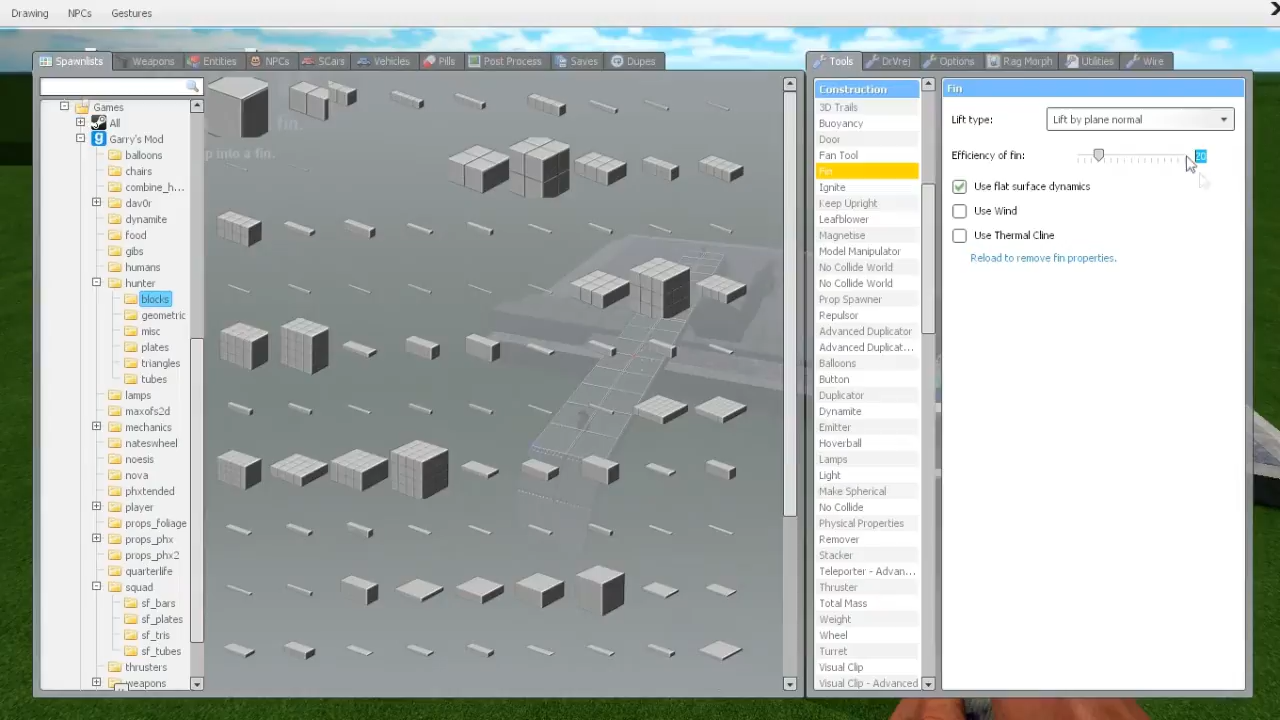 Drawing NPCs Gestures
Spawnlists Weapons Entities NPCs SCars Vehicles Pills Post Process Saves Dupes
Tools DrWrej Options Rag Morph Utilities Wire
Games
All
Garry's Mod
balloons
chairs
combine_h...
dav0r
dynamite
food
gibs
humans
hunter
blocks
geometric
misc
plates
triangles
tubes
lamps
maxofs2d
mechanics
nateswheel
noesis
nova
phxtended
player
props_foliage
props_phx
props_phx2
quarterlife
squad
sf_bars
sf_plates
sf_tris
sf_tubes
thrusters
weapons
fin.
p into a fin.
Construction
3D Trails
Buoyancy
Door
Fan Tool
Fin
Ignite
Keep Upright
Leafblower
Magnetise
Model Manipulator
No Collide World
No Collide World
Prop Spawner
Repulsor
Advanced Duplicator
Advanced Duplicat...
Balloons
Button
Duplicator
Dynamite
Emitter
Hoverball
Lamps
Light
Make Spherical
No Collide
Physical Properties
Remover
Stacker
Teleporter - Advan...
Thruster
Total Mass
Weight
Wheel
Turret
Visual Clip
Visual Clip - Advanced
Fin
Lift type: Lift by plane normal
Efficiency of fin: 20
Use flat surface dynamics
Use Wind
Use Thermal Cline
Reload to remove fin properties.